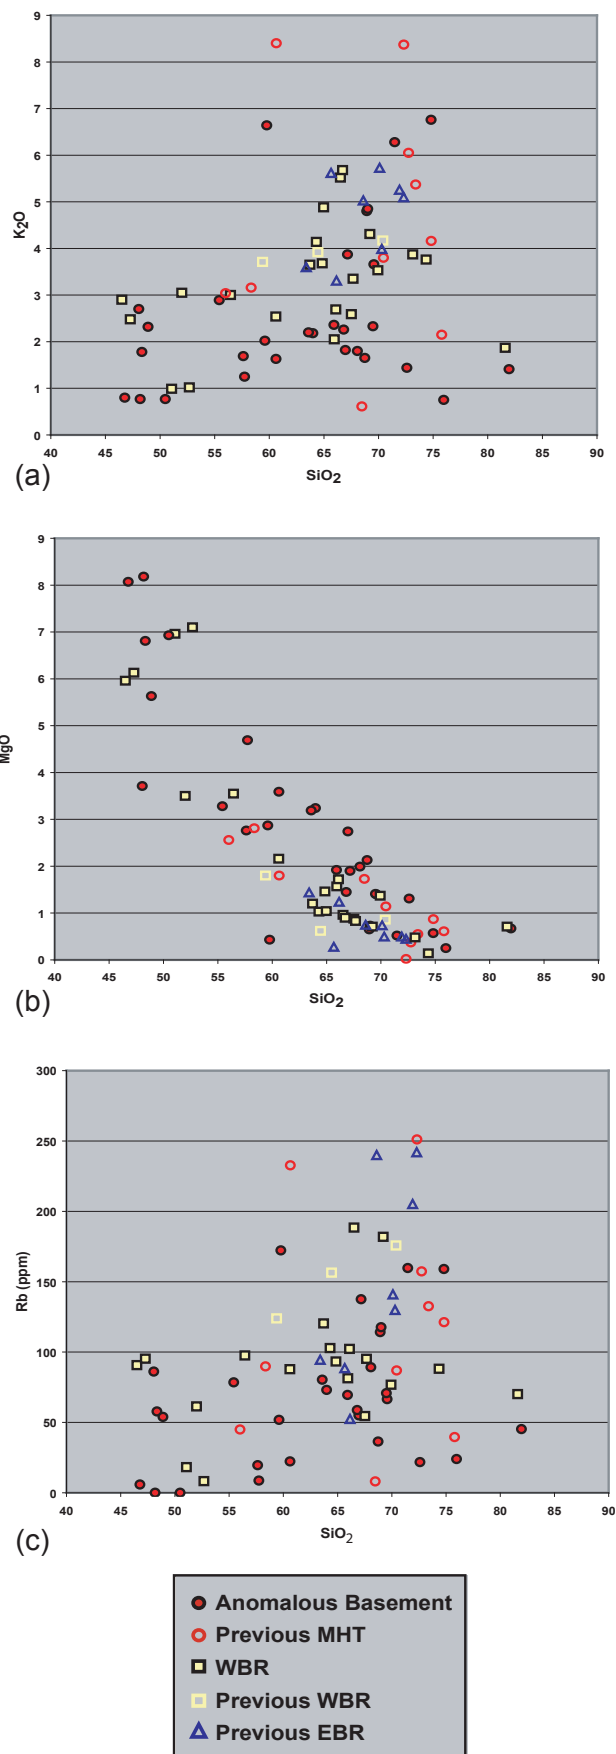 9
8
7
6
5
4
3
2
1
0
K2O
40 45 50 55 60 65 70 75 80 85 90
(a)
SiO2
9
8
7
6
5
4
3
2
1
0
MgO
40 45 50 55 60 65 70 75 80 85 90
(b)
SiO2
300
250
200
150
100
50
0
Rb (ppm)
40 45 50 55 60 65 70 75 80 85 90
(c)
SiO2
Anomalous Basement
Previous MHT
WBR
Previous WBR
Previous EBR